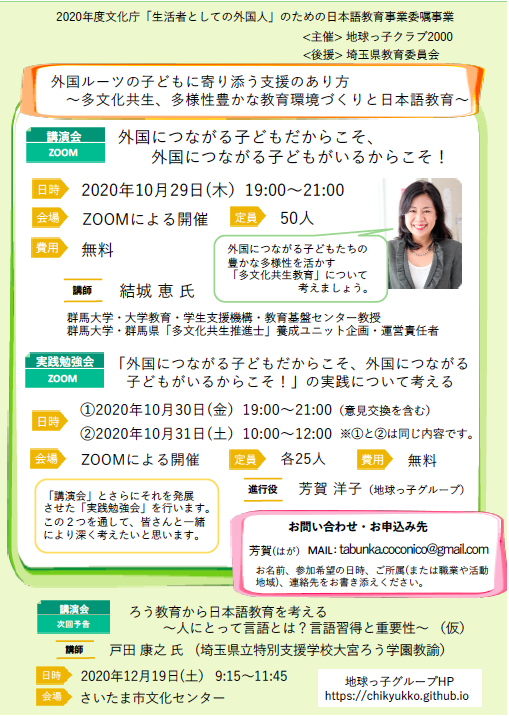 2020年度文化庁「生活者としての外国人」のための日本語教育事業委嘱事業
<主催> 地球っ子クラブ2000
<後援> 埼玉県教育委員会
外国ルーツの子どもに寄り添う支援のあり方
～多文化共生、多様性豊かな教育環境づくりと日本語教育～
講演会
ZOOM
外国につながる子どもだからこそ、
外国につながる子どもがいるからこそ！
日時 2020年10月29日(木) 19:00～21:00
会場 ZOOMによる開催 定員 50人
費用 無料
外国につながる子どもたちの
豊かな多様性を活かす
「多文化共生教育」について
考えましょう。
講師 結城 恵 氏
群馬大学・大学教育・学生支援機構・教育基盤センター教授
群馬大学・群馬県「多文化共生推進士」養成ユニット企画・運営責任者
実践勉強会
ZOOM
「外国につながる子どもだからこそ、外国につながる
子どもがいるからこそ！」の実践について考える
日時
①2020年10月30日(金) 19:00～21:00 (意見交換を含む)
②2020年10月31日(土) 10:00～12:00 ※①と②は同じ内容です。
会場 ZOOMによる開催 定員 各25人 費用 無料
進行役 芳賀 洋子（地球っ子グループ）
「講演会」とさらにそれを発展
させた「実践勉強会」を行います。
この２つを通して、皆さんと一緒
により深く考えたいと思います。
お問い合わせ・お申込み先
芳賀(はが) MAIL：tabunka.coconico@gmail.com
お名前、参加希望の日時、ご所属(または職業や活動
地域)、連絡先をお書き添えください。
講演会
次回予告
ろう教育から日本語教育を考える
～人にとって言語とは？言語習得と重要性～（仮）
講師 戸田 康之 氏（埼玉県立特別支援学校大宮ろう学園教諭）
日時 2020年12月19日(土) 9:15～11:45
会場 さいたま市文化センター
地球っ子グループHP
https://chikyukko.github.io